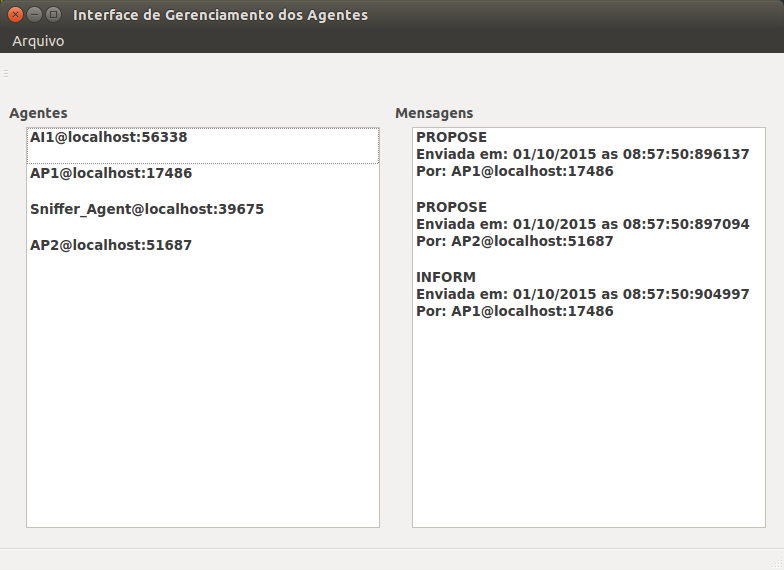 Interface de Gerenciamento dos Agentes
Arquivo
Agentes
AI1@localhost:56338
AP1@localhost:17486
Sniffer_Agent@localhost:39675
AP2@localhost:51687
Mensagens
PROPOSE
Enviada em: 01/10/2015 as 08:57:50:896137
Por: AP1@localhost:17486
PROPOSE
Enviada em: 01/10/2015 as 08:57:50:897094
Por: AP2@localhost:51687
INFORM
Enviada em: 01/10/2015 as 08:57:50:904997
Por: AP1@localhost:17486